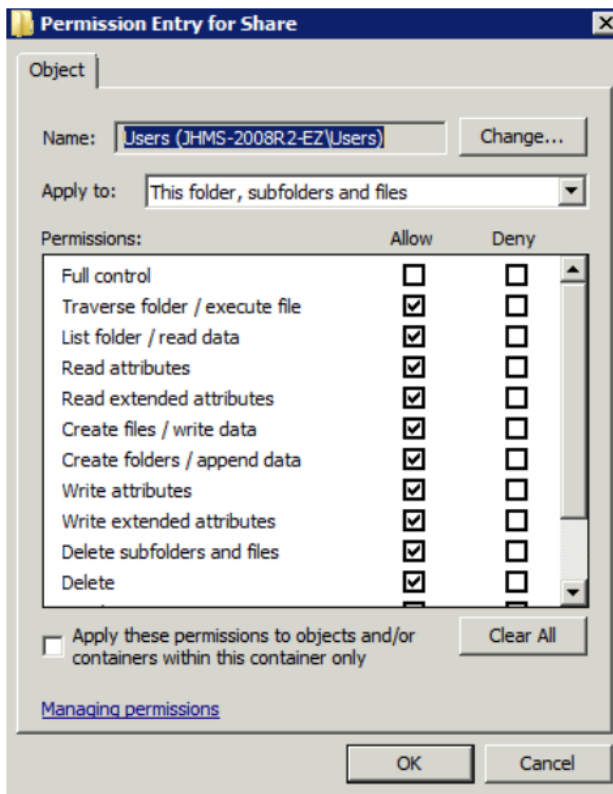 Permission Entry for Share
Object
Name: Users (JHMS-2008R2-EZ\Users) Change...
Apply to: This folder, subfolders and files
Permissions: Allow Deny
Full control
Traverse folder / execute file
List folder / read data
Read attributes
Read extended attributes
Create files / write data
Create folders / append data
Write attributes
Write extended attributes
Delete subfolders and files
Delete
Apply these permissions to objects and/or
containers within this container only
Clear All
Managing permissions
OK Cancel